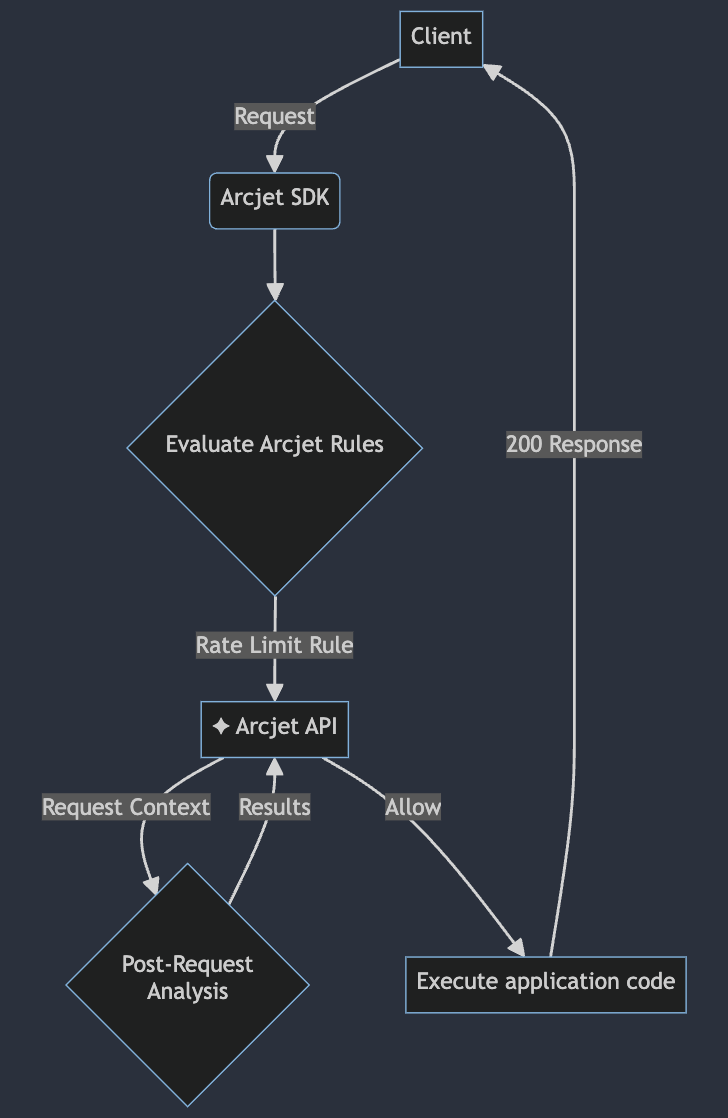 Client
Request
Arcjet SDK
Evaluate Arcjet Rules
200 Response
Rate Limit Rule
✦ Arcjet API
Request Context
Results
Allow
Post-Request
Analysis
Execute application code